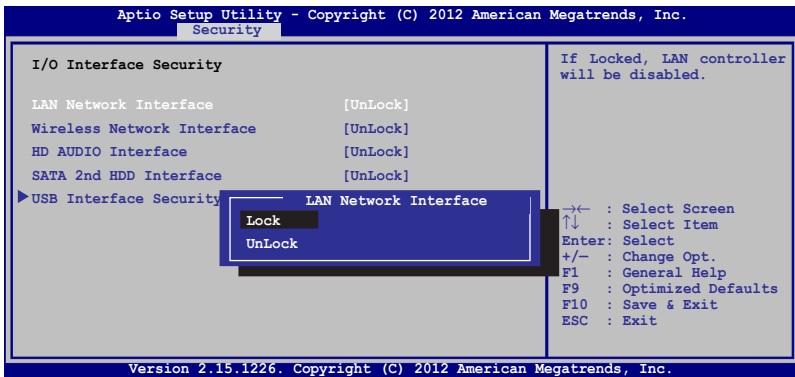 Aptio Setup Utility - Copyright (C) 2012 American Megatrends, Inc.
Security
I/O Interface Security
LAN Network Interface [UnLock]
Wireless Network Interface [UnLock]
HD AUDIO Interface [UnLock]
SATA 2nd HDD Interface [UnLock]
USB Interface Security
LAN Network Interface
Lock
UnLock
If Locked, LAN controller
will be disabled.
→← : Select Screen
↑↓ : Select Item
Enter: Select
+/— : Change Opt.
F1 : General Help
F9 : Optimized Defaults
F10 : Save & Exit
ESC : Exit
Version 2.15.1226. Copyright (C) 2012 American Megatrends, Inc.